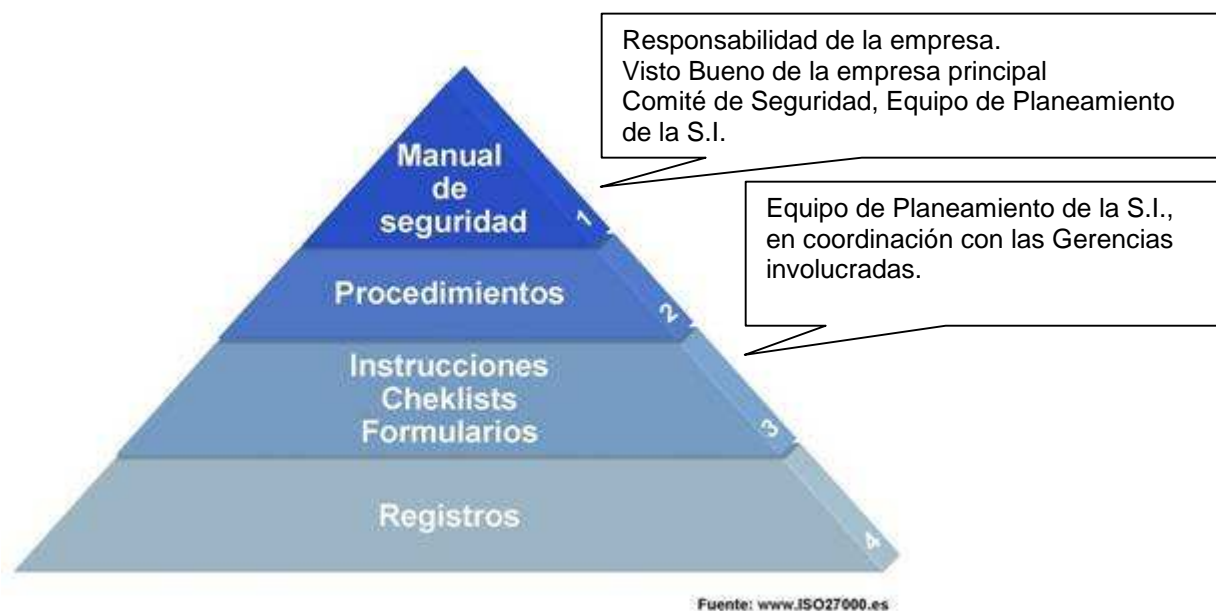 Responsabilidad de la empresa.
Visto Bueno de la empresa principal
Comité de Seguridad, Equipo de Planeamiento
de la S.I.
Equipo de Planeamiento de la S.I.,
en coordinación con las Gerencias
involucradas.
Manual
de
seguridad
1
Procedimientos
2
Instrucciones
Cheklists
Formularios
3
Registros
4
Fuente: www.ISO27000.es